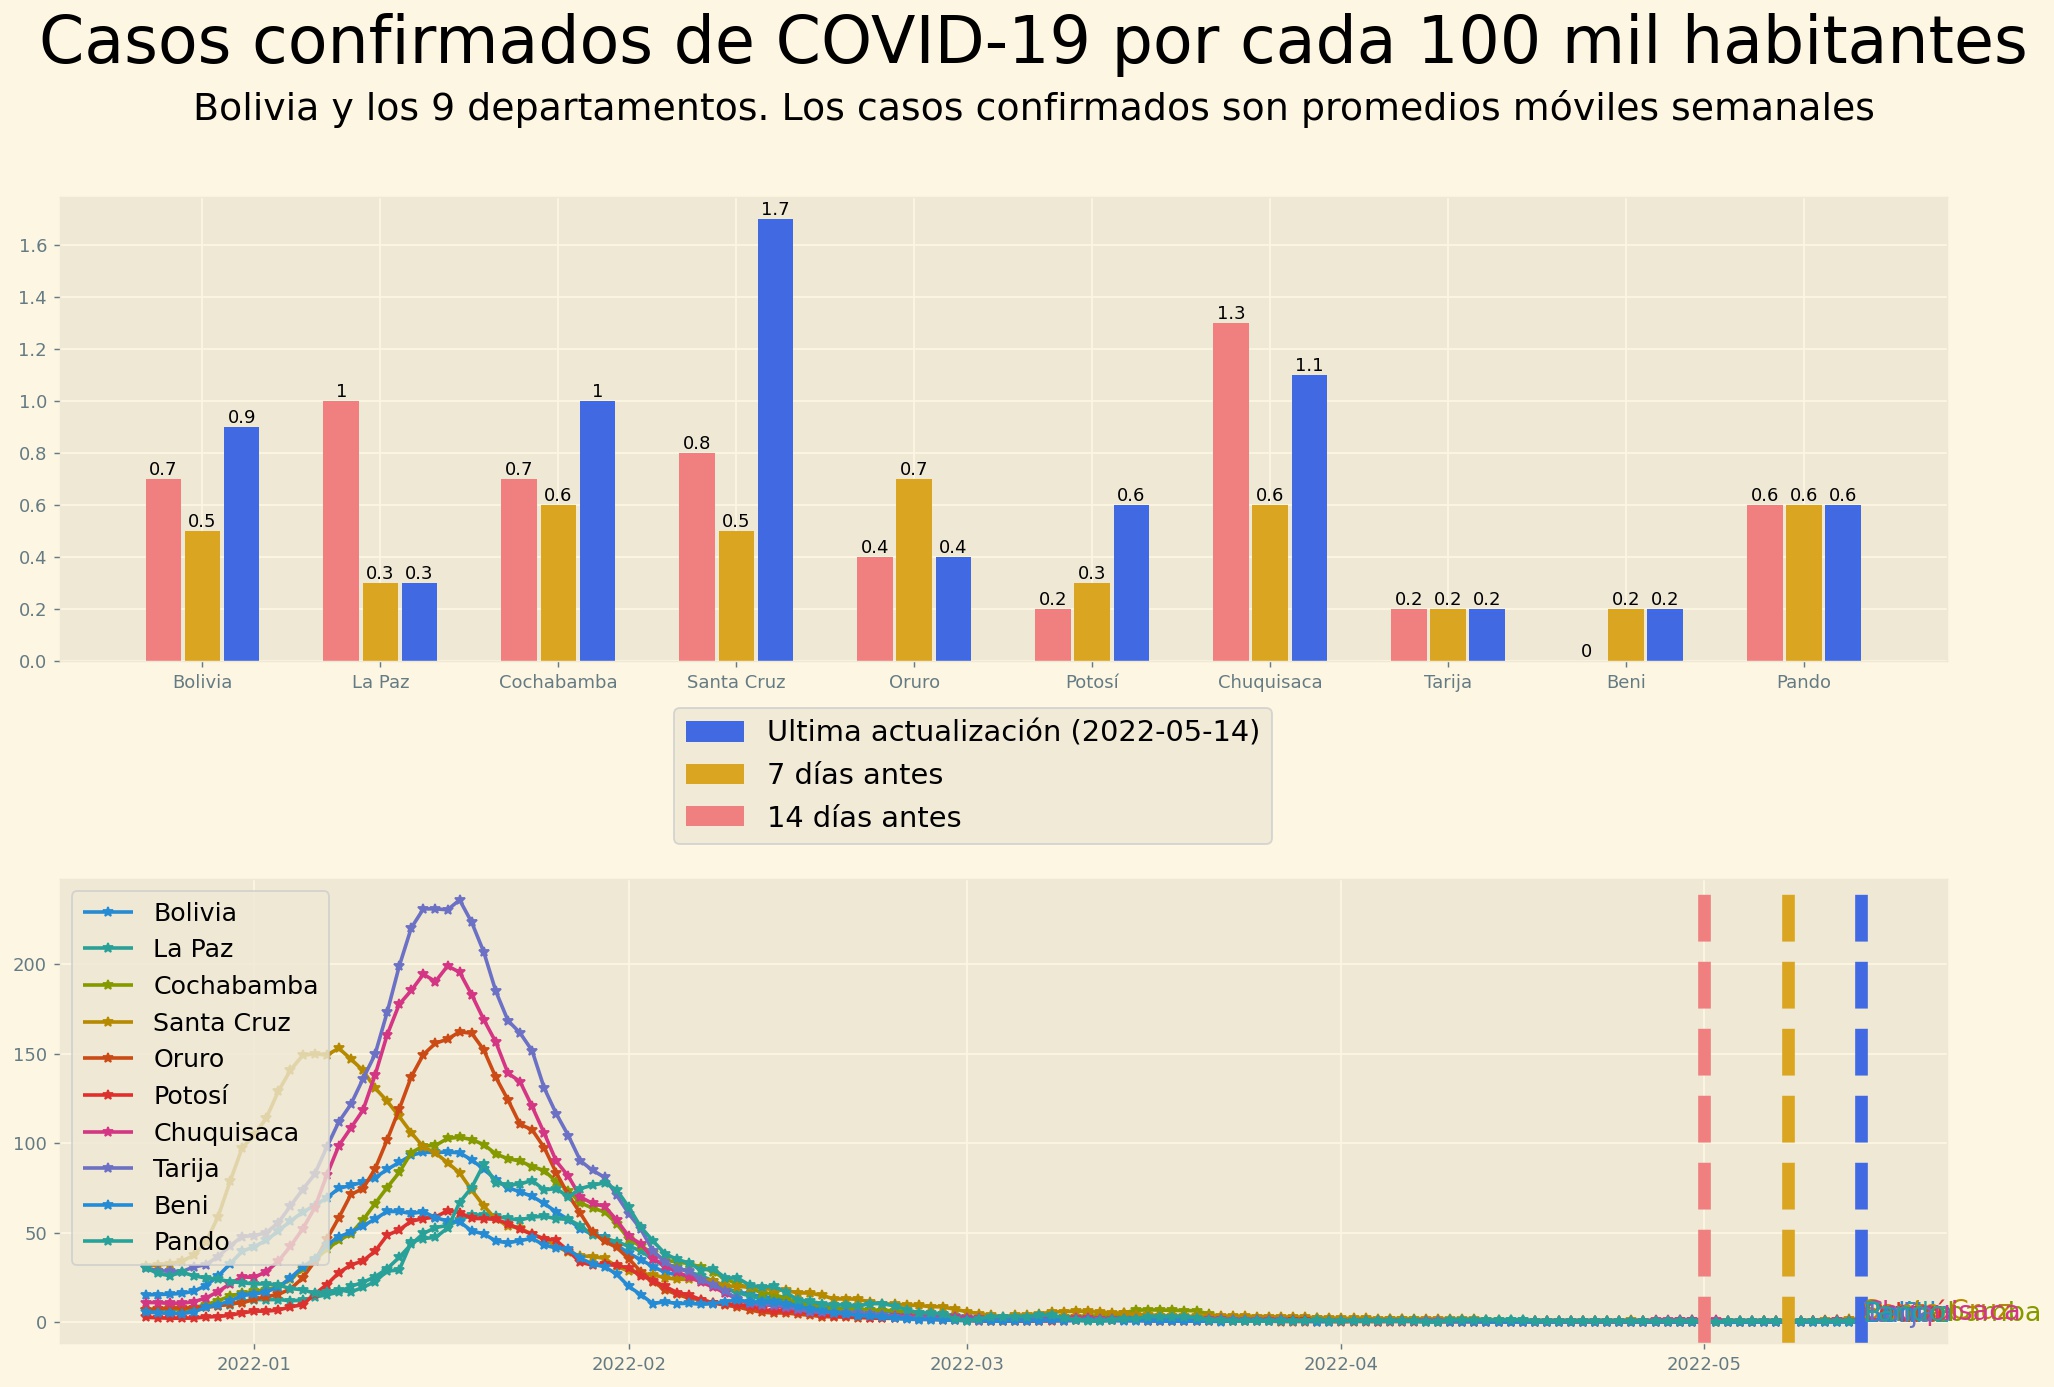 Casos confirmados de COVID-19 por cada 100 mil habitantes
Bolivia y los 9 departamentos. Los casos confirmados son promedios móviles semanales
1.6
1.4
1.2
1.0
0.8
0.6
0.4
0.2
0.0
0.7 0.5 0.9
1 0.3 0.3
0.7 0.6 1
0.8 0.5 1.7
0.4 0.7 0.4
0.2 0.3 0.6
1.3 0.6 1.1
0.2 0.2 0.2
0 0.2 0.2
0.6 0.6 0.6
Bolivia La Paz Cochabamba Santa Cruz Oruro Potosí Chuquisaca Tarija Beni Pando
Ultima actualización (2022-05-14)
7 días antes
14 días antes
200
150
100
50
0
Bolivia
La Paz
Cochabamba
Santa Cruz
Oruro
Potosí
Chuquisaca
Tarija
Beni
Pando
2022-01 2022-02 2022-03 2022-04 2022-05